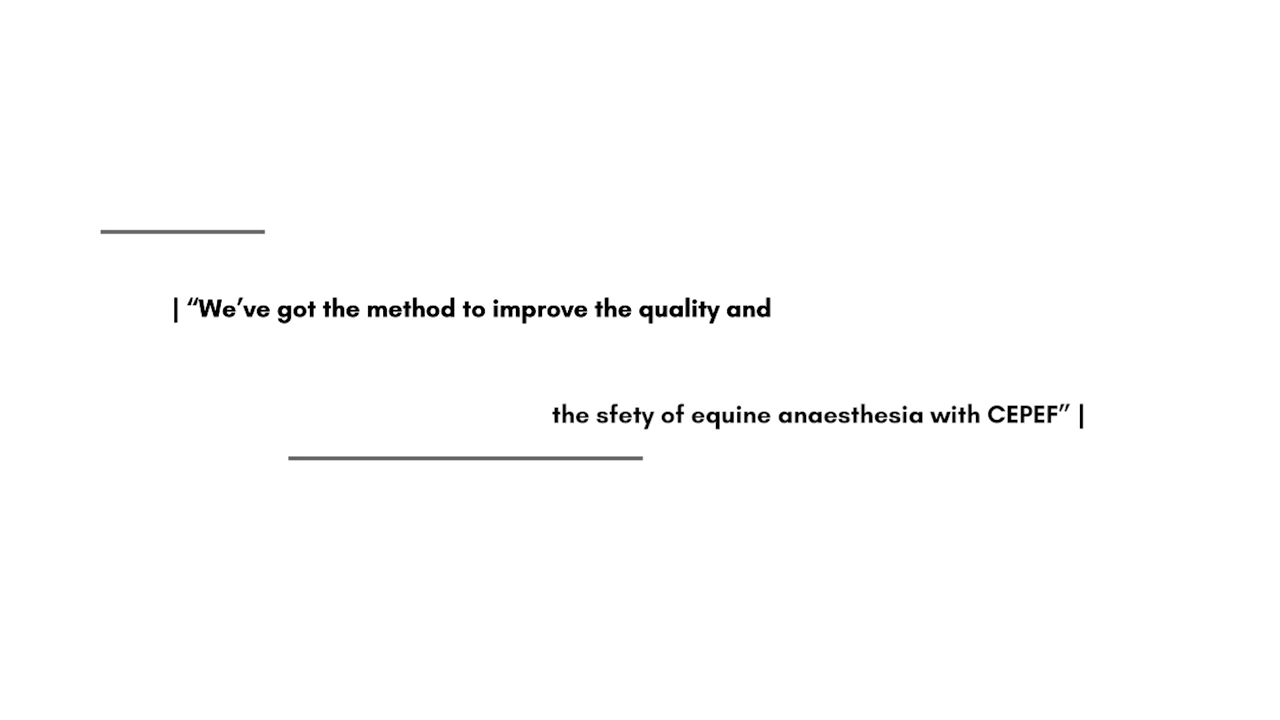 | “We’ve got the method to improve the quality and
the sfety of equine anaesthesia with CEPEF” |